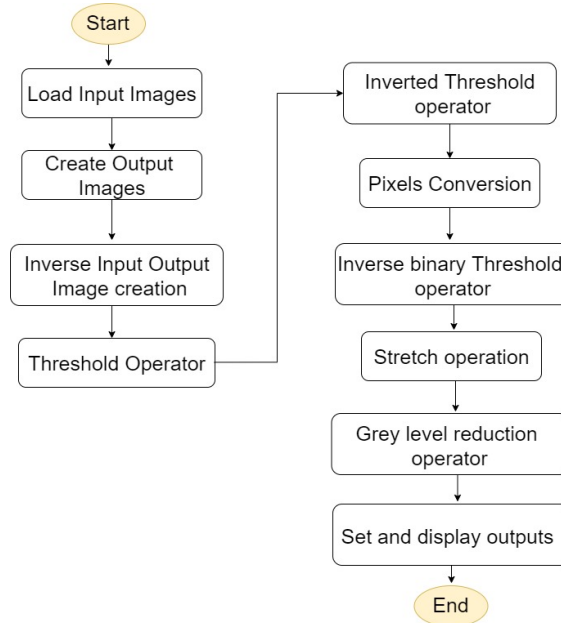 Start
Load Input Images
Create Output
Images
Inverse Input Output
Image creation
Threshold Operator
Inverted Threshold
operator
Pixels Conversion
Inverse binary Threshold
operator
Stretch operation
Grey level reduction
operator
Set and display outputs
End